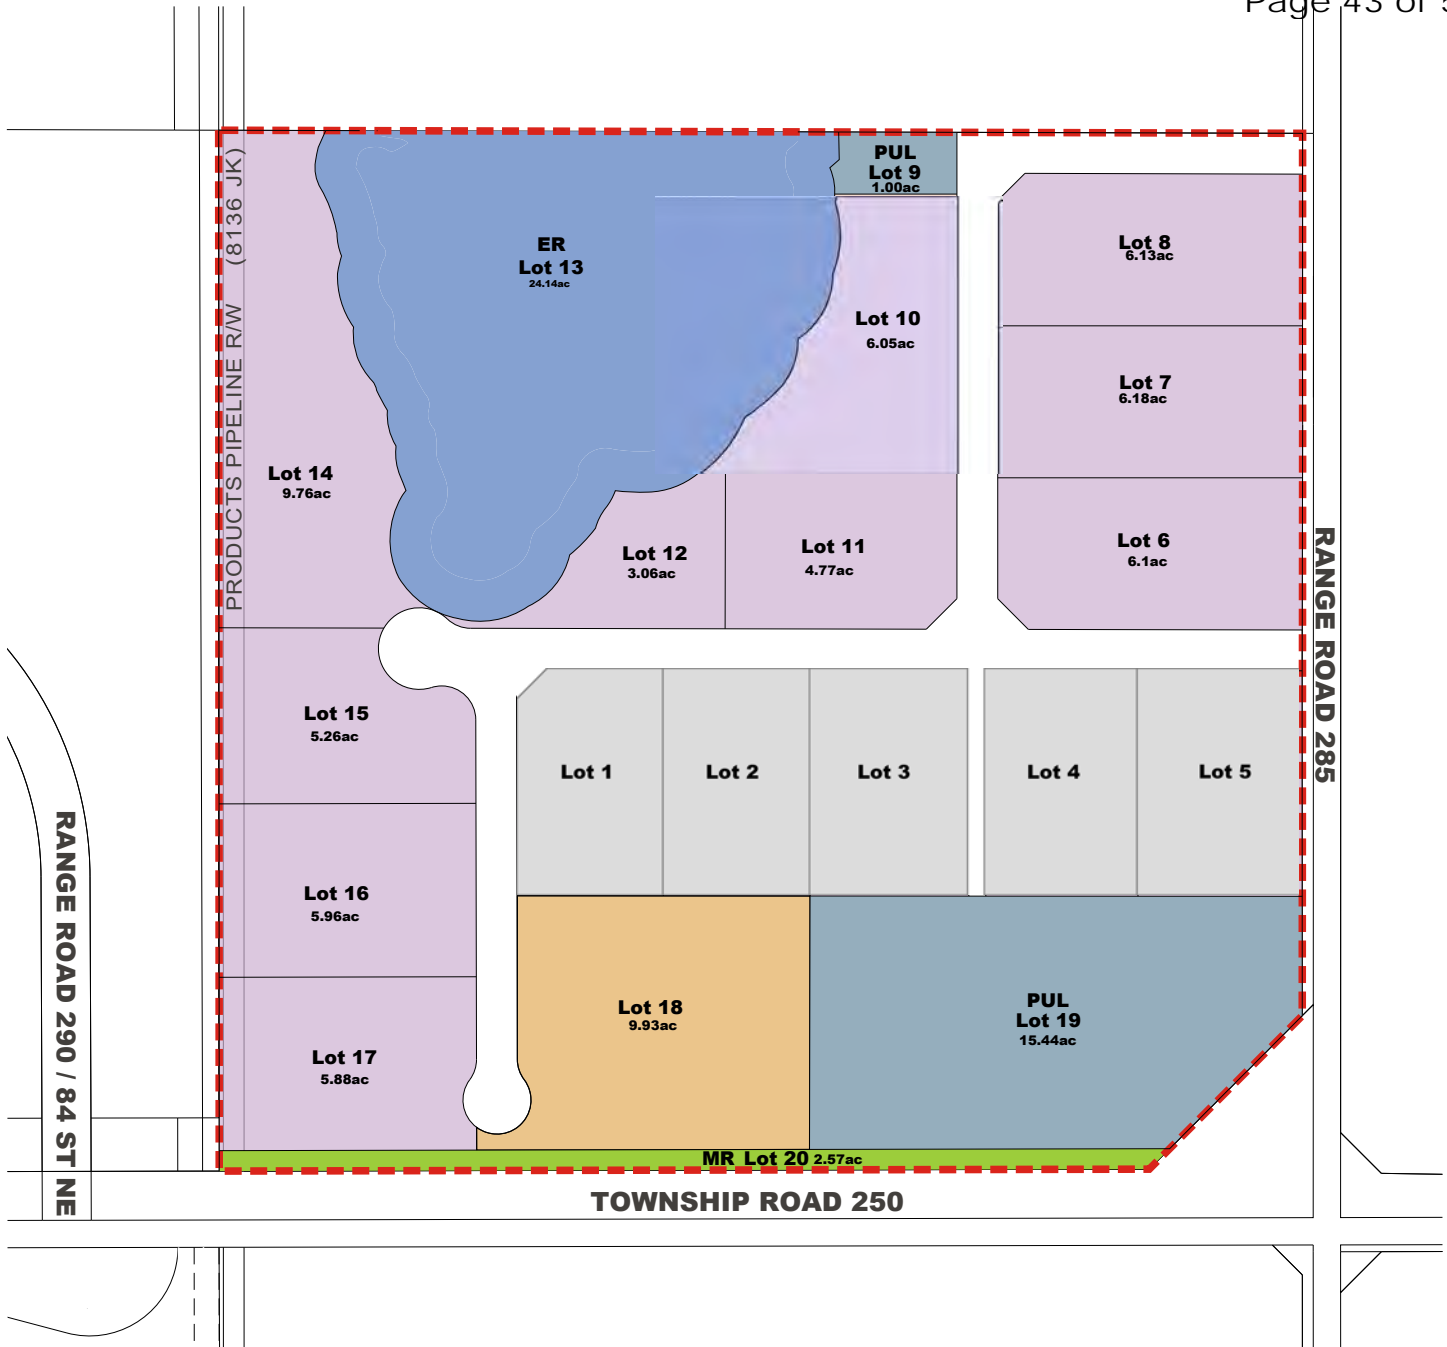 Page 43 of 5
PUL
Lot 9
1.00ac
(8136 JK)
PRODUCTS PIPELINE R/W
ER
Lot 13
24.14ac
Lot 8
6.13ac
Lot 10
6.05ac
Lot 7
6.18ac
Lot 14
9.76ac
Lot 12
3.06ac
Lot 11
4.77ac
Lot 6
6.1ac
RANGE ROAD 285
Lot 15
5.26ac
Lot 1
Lot 2
Lot 3
Lot 4
Lot 5
RANGE ROAD 290 / 84 ST NE
Lot 16
5.96ac
Lot 18
9.93ac
PUL
Lot 19
15.44ac
Lot 17
5.88ac
MR Lot 20 2.57ac
TOWNSHIP ROAD 250